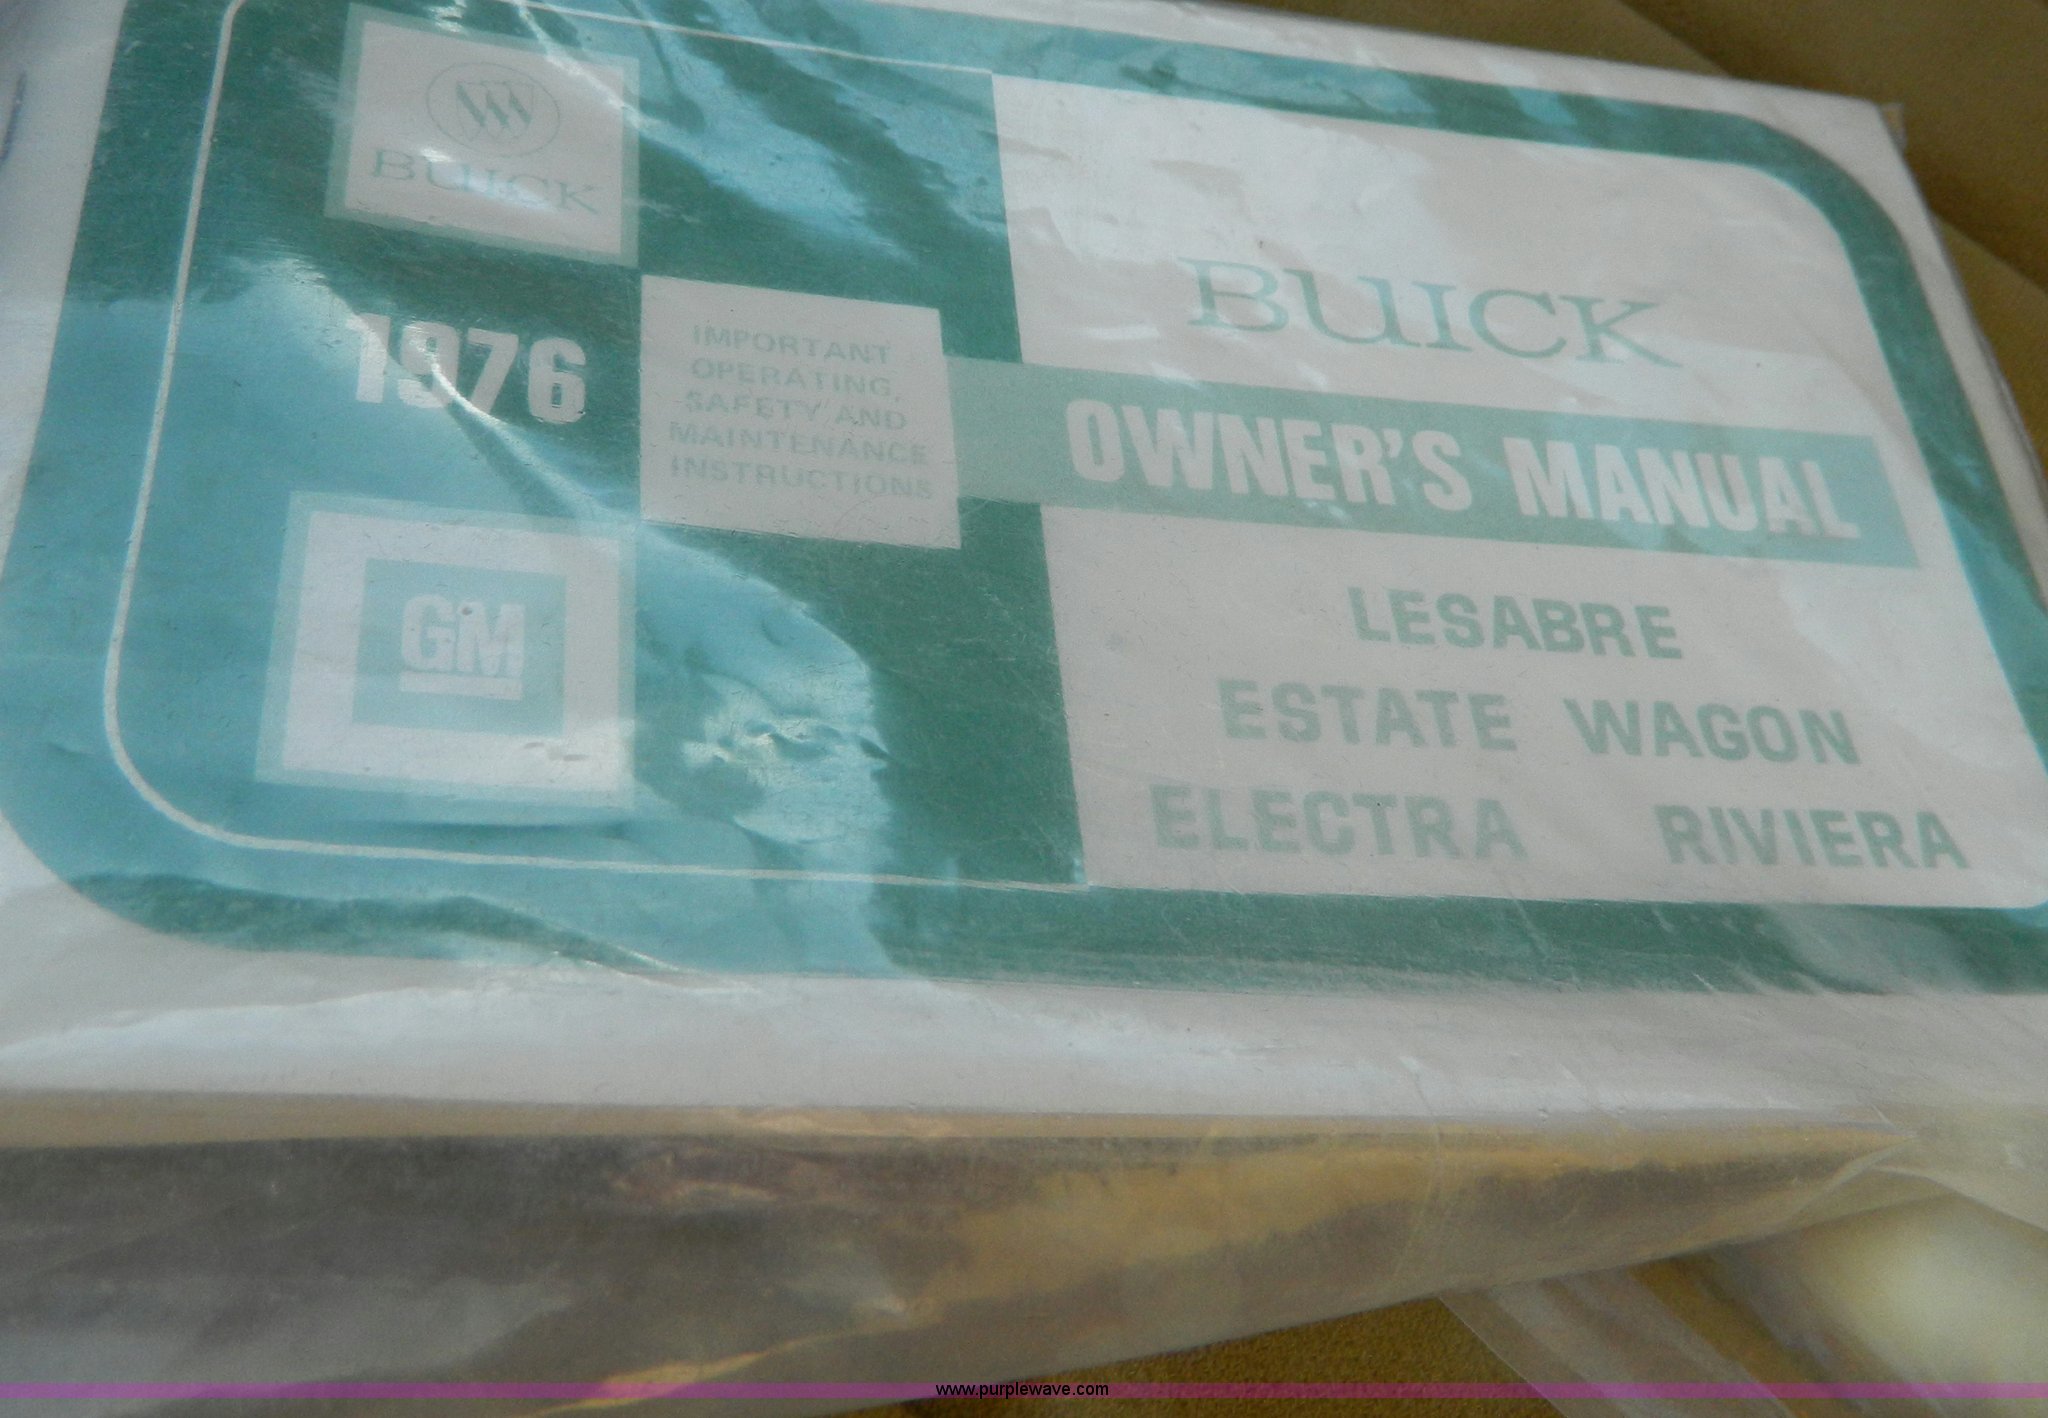 BUICK
1976
IMPORTANT
OPERATING,
SAFETY AND
MAINTENANCE
INSTRUCTIONS
GM
BUICK
OWNER'S MANUAL
LESABRE
ESTATE WAGON
ELECTRA RIVIERA
www.purplewave.com